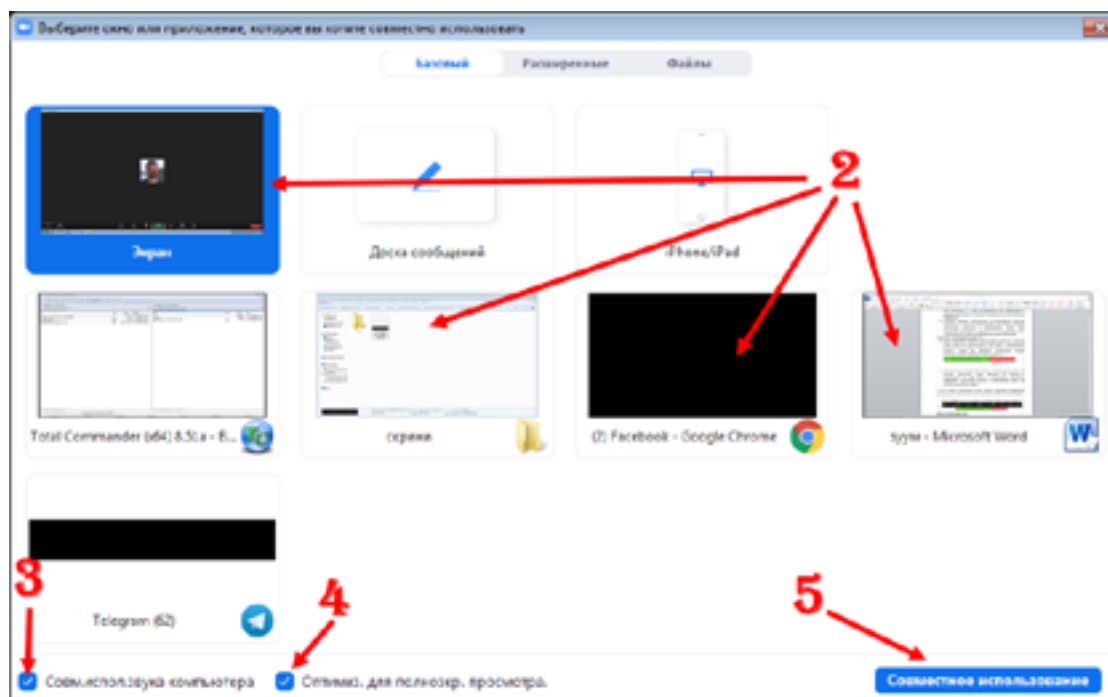 Выберите окно или приложение, которое вы хотите совместно использовать
Базовый Расширенные Файлы
2
Экран
Доска сообщений
iPhone/iPad
Total Commander (x64) 8.51a - В...
скрины
(2) Facebook - Google Chrome
зуум - Microsoft Word
3
4
5
Telegram (62)
Совм.использвука компьютера
Оптимиз. для полноэкр. просмотра.
Совместное использование